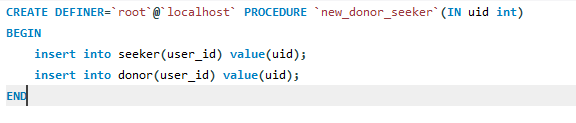 CREATE DEFINER=`root`@`localhost` PROCEDURE `new_donor_seeker`(IN uid int)
BEGIN
    insert into seeker(user_id) value(uid);
    insert into donor(user_id) value(uid);
END